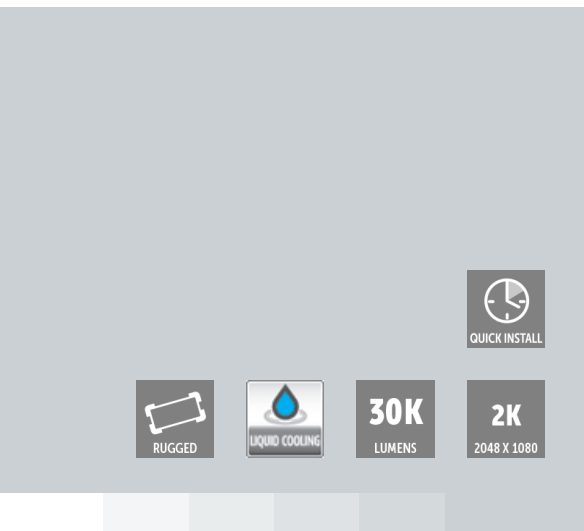 QUICK INSTALL
RUGGED
LIQUID COOLING
30K
LUMENS
2K
2048 X 1080